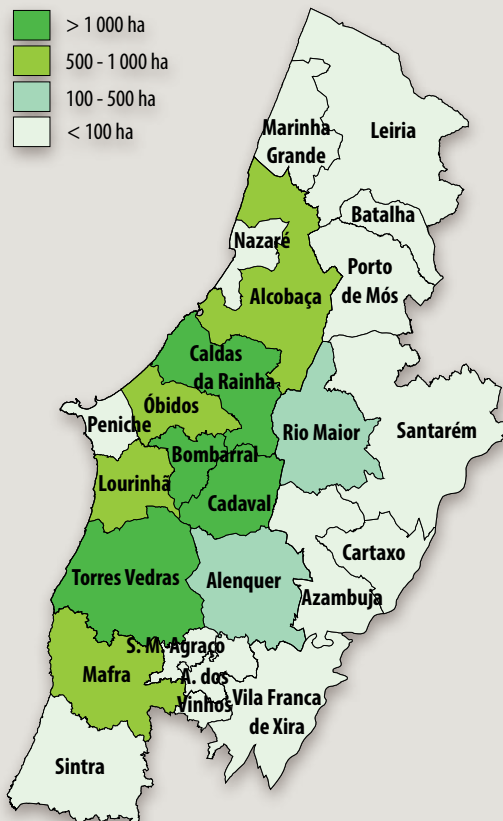 > 1 000 ha
500 - 1 000 ha
100 - 500 ha
< 100 ha
Marinha
Grande
Leiria
Batalha
Nazaré
Porto
de Mós
Alcobaça
Caldas
da Rainha
Óbidos
Peniche
Rio Maior
Santarém
Bombarral
Lourinhã
Cadaval
Cartaxo
Torres Vedras
Alenquer
Azambuja
S. M. Agraço
Mafra
A. dos
Vinhos
Vila Franca
de Xira
Sintra